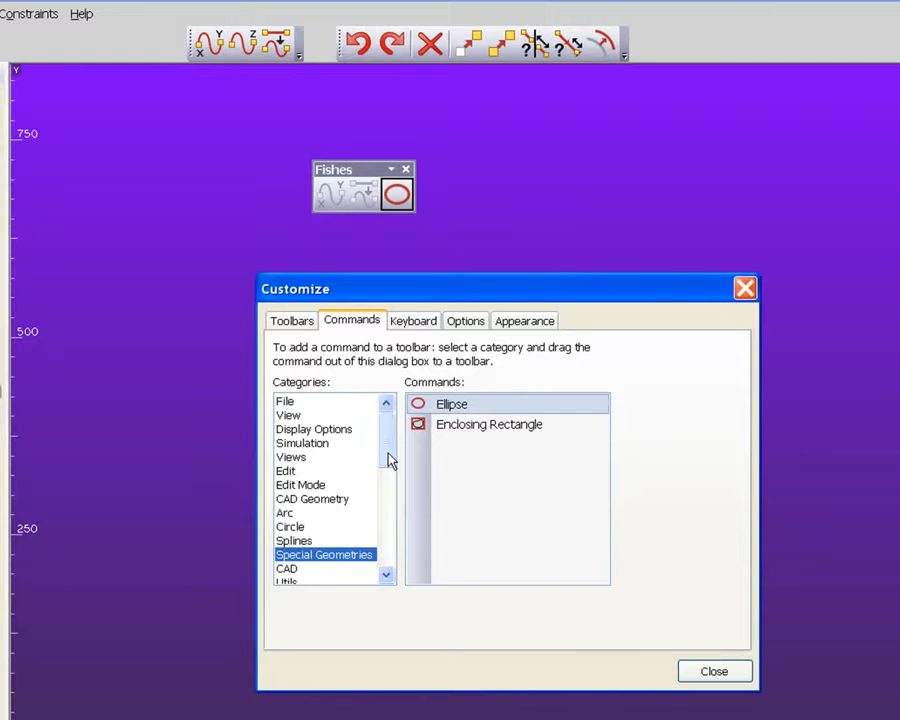 Constraints Help
Y
750
Fishes
500
250
Customize
Toolbars Commands Keyboard Options Appearance
To add a command to a toolbar: select a category and drag the
command out of this dialog box to a toolbar.
Categories: Commands:
File
View
Display Options
Simulation
Views
Edit
Edit Mode
CAD Geometry
Arc
Circle
Splines
Special Geometries
CAD
Utils
Ellipse
Enclosing Rectangle
Close